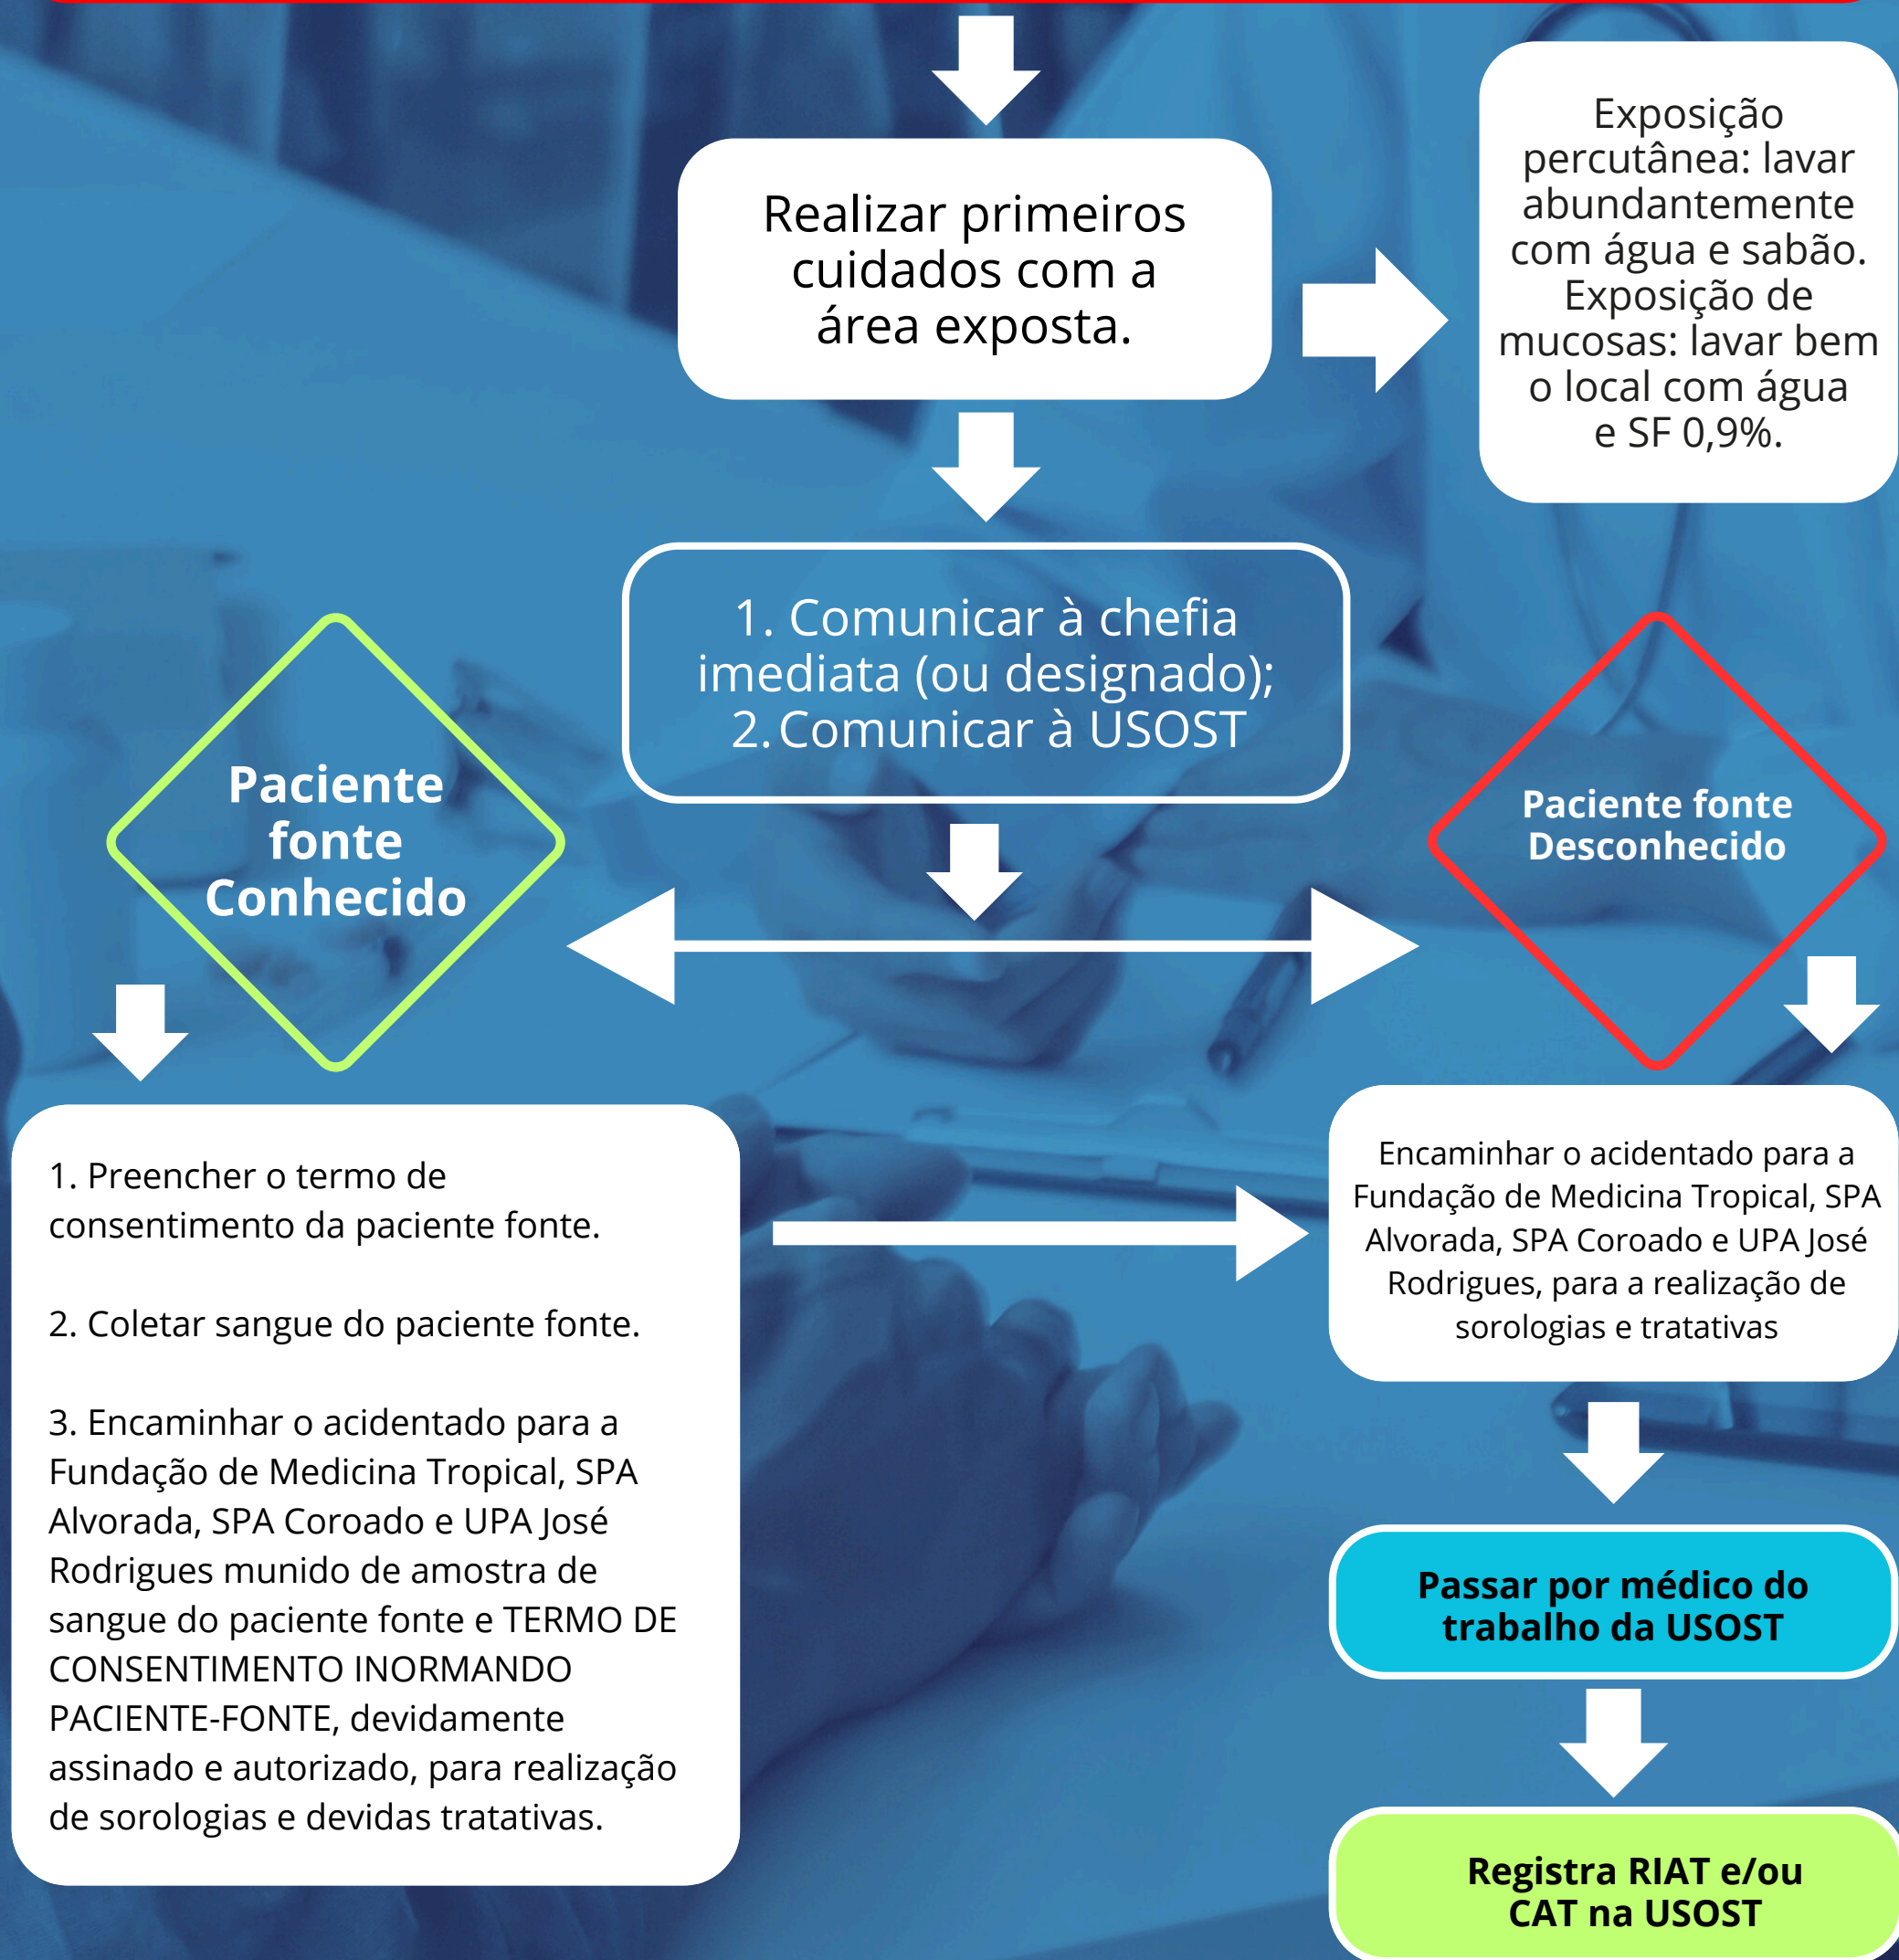 Realizar primeiros
cuidados com a
área exposta.
Exposição
percutânea: lavar
abundantemente
com água e sabão.
Exposição de
mucosas: lavar bem
o local com água
e SF 0,9%.
1. Comunicar à chefia
imediata (ou designado);
2. Comunicar à USOST
Paciente
fonte
Conhecido
Paciente fonte
Desconhecido
1. Preencher o termo de
consentimento da paciente fonte.
2. Coletar sangue do paciente fonte.
3. Encaminhar o acidentado para a
Fundação de Medicina Tropical, SPA
Alvorada, SPA Coroado e UPA José
Rodrigues munido de amostra de
sangue do paciente fonte e TERMO DE
CONSENTIMENTO INORMANDO
PACIENTE-FONTE, devidamente
assinado e autorizado, para realização
de sorologias e devidas tratativas.
Encaminhar o acidentado para a
Fundação de Medicina Tropical, SPA
Alvorada, SPA Coroado e UPA José
Rodrigues, para a realização de
sorologias e tratativas
Passar por médico do
trabalho da USOST
Registra RIAT e/ou
CAT na USOST